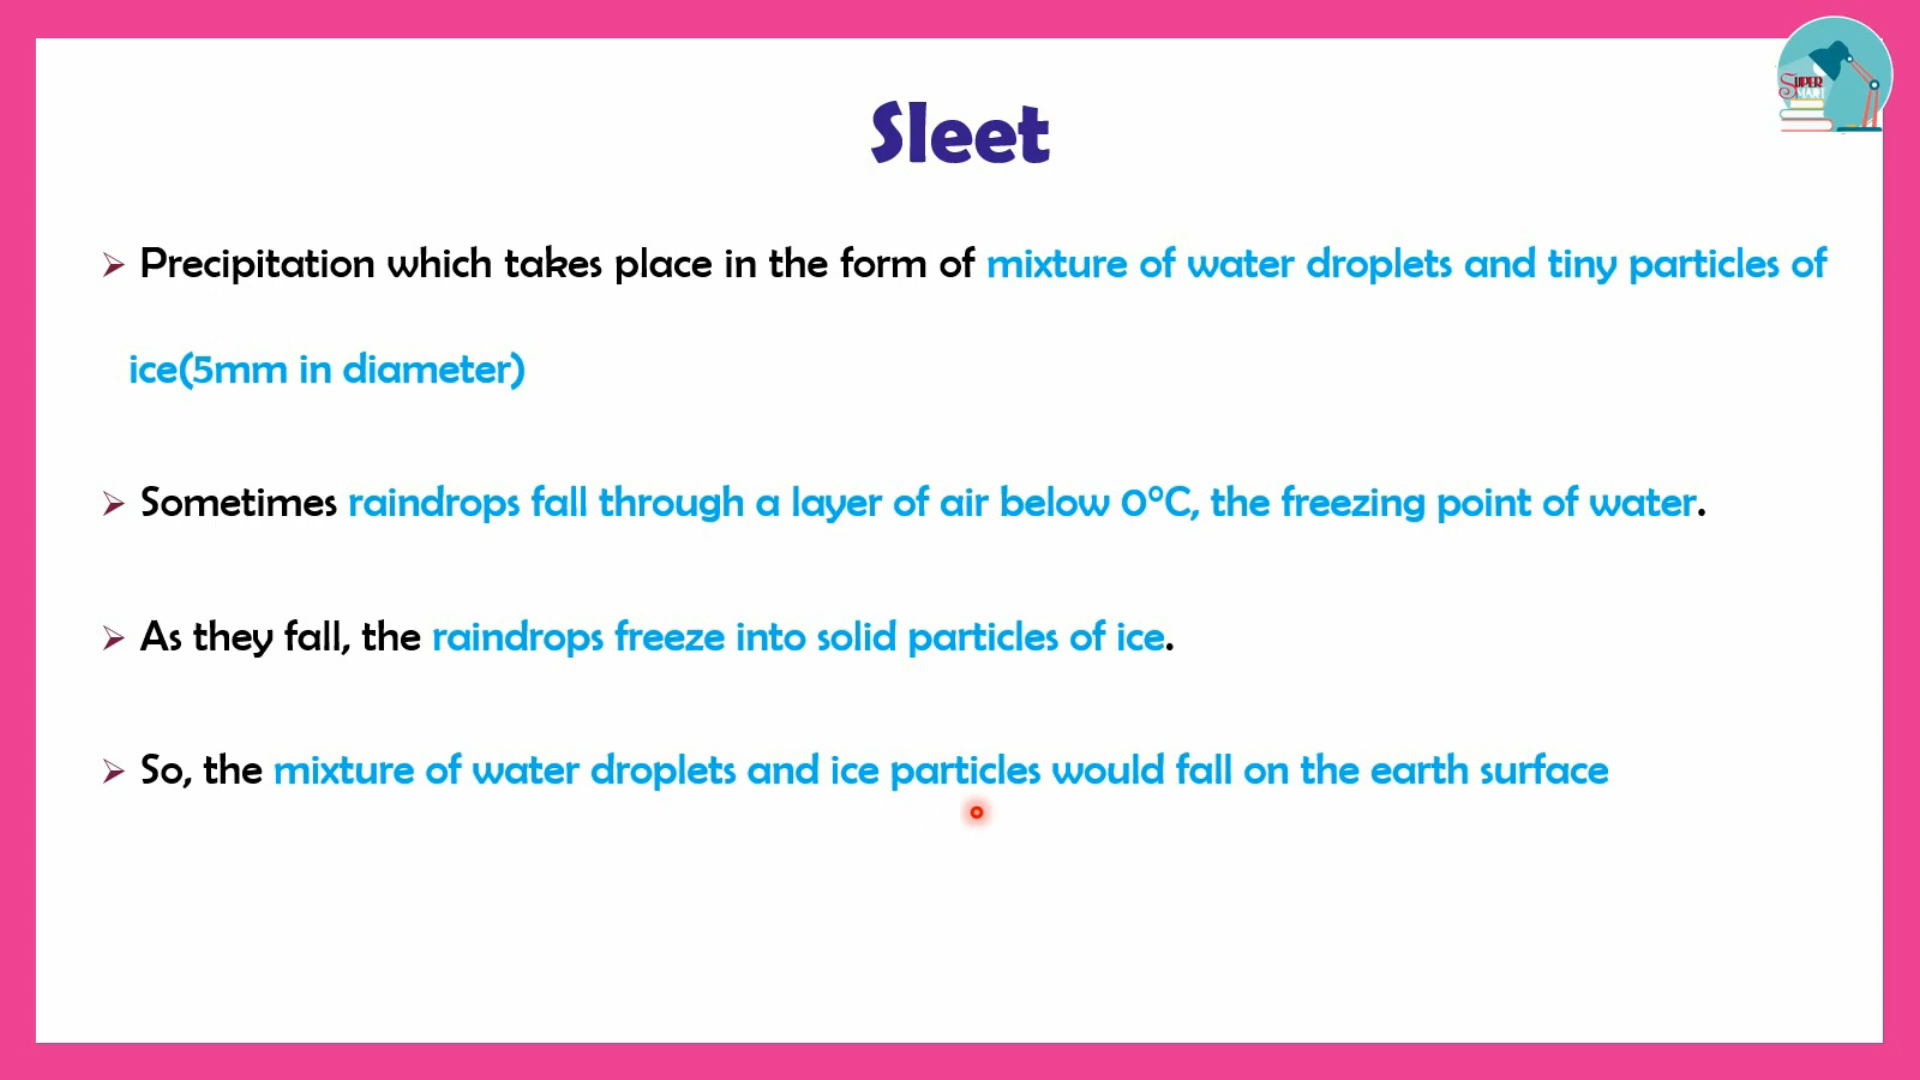 SUPER
Sleet
Precipitation which takes place in the form of mixture of water droplets and tiny particles of
ice(5mm in diameter)
Sometimes raindrops fall through a layer of air below 0°C, the freezing point of water.
As they fall, the raindrops freeze into solid particles of ice.
So, the mixture of water droplets and ice particles would fall on the earth surface